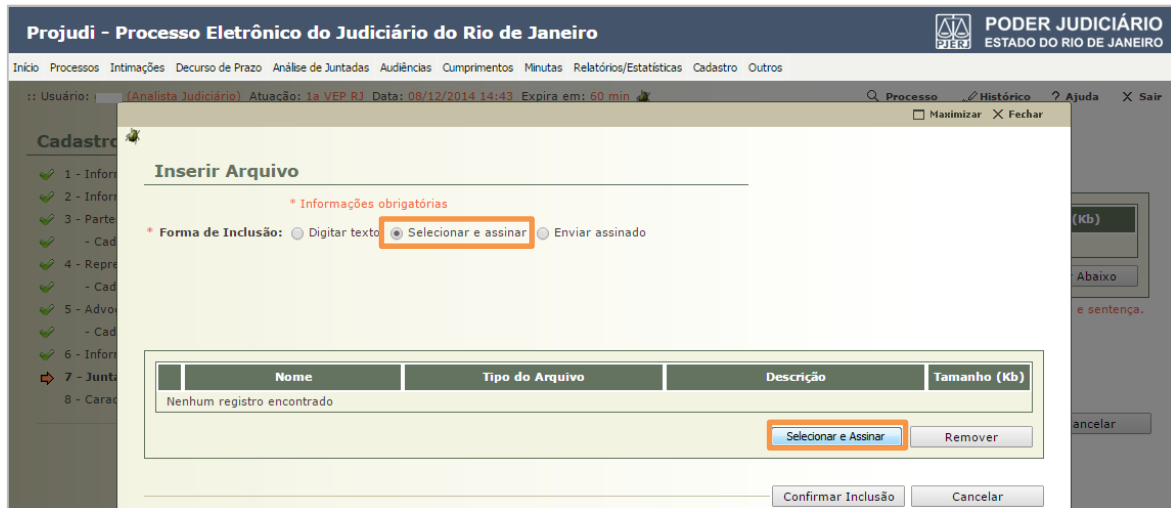 Projudi - Processo Eletrônico do Judiciário do Rio de Janeiro
PJERJ
PODER JUDICIÁRIO
ESTADO DO RIO DE JANEIRO
Início Processos Intimações Decurso de Prazo Análise de Juntadas Audiências Cumprimentos Minutas Relatórios/Estatísticas Cadastro Outros
:: Usuário: (Analista Judiciário) Atuação: 1a VEP RJ Data: 08/12/2014 14:43 Expira em: 60 min Processo Histórico ? Ajuda X Sair
Maximizar X Fechar
Cadastro
Inserir Arquivo
* Informações obrigatórias
* Forma de Inclusão: Digitar texto Selecionar e assinar Enviar assinado
1 - Inform
2 - Inform
3 - Parte
- Cad
4 - Repre
- Cad
5 - Advo
- Cad
6 - Inform
7 - Junta
8 - Carac
(Kb)
Abaixo
e sentença.
ancelar
Nome Tipo do Arquivo Descrição Tamanho (Kb)
Nenhum registro encontrado
Selecionar e Assinar Remover
Confirmar Inclusão Cancelar